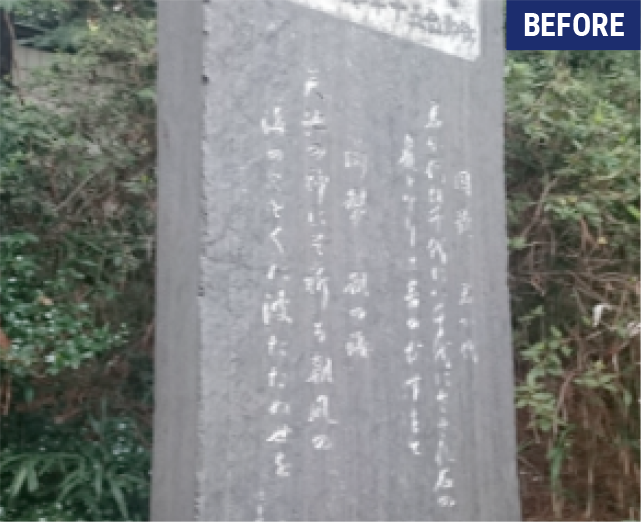 BEFORE
国歌 君が代
君が代は千代に八千代にさざれ石の
巌となりて苔のむすまで
御製 朝の海
天地の神にそ祈る朝凪の
海のごとくに波たたぬ世を